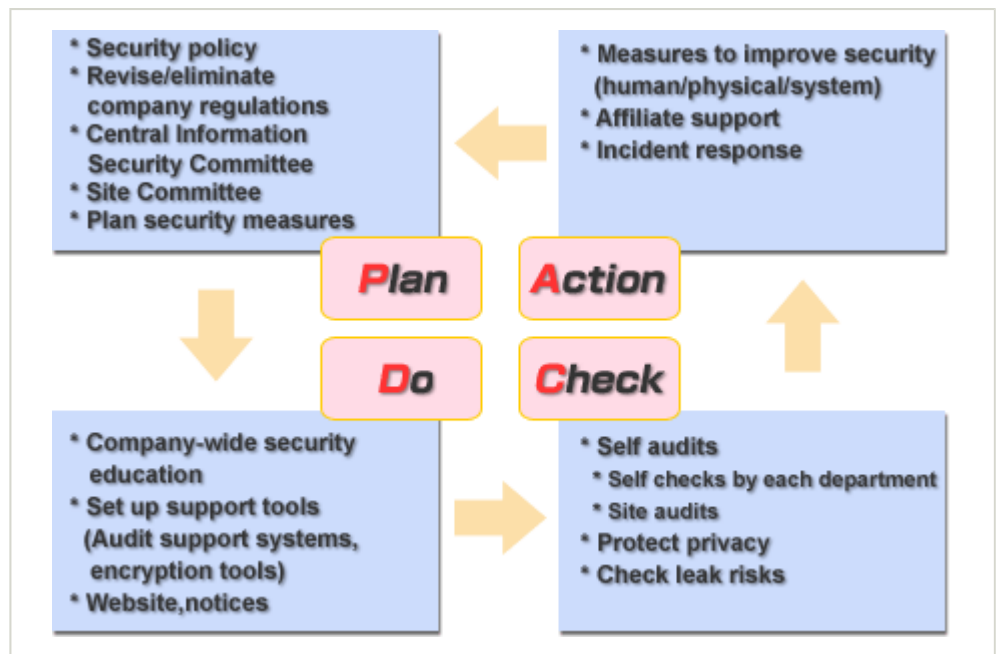 * Security policy
* Revise/eliminate
company regulations
* Central Information
Security Committee
* Site Committee
* Plan security measures
* Measures to improve security
(human/physical/system)
* Affiliate support
* Incident response
Plan
Action
Do
Check
* Company-wide security
education
* Set up support tools
(Audit support systems,
encryption tools)
* Website,notices
* Self audits
* Self checks by each department
* Site audits
* Protect privacy
* Check leak risks